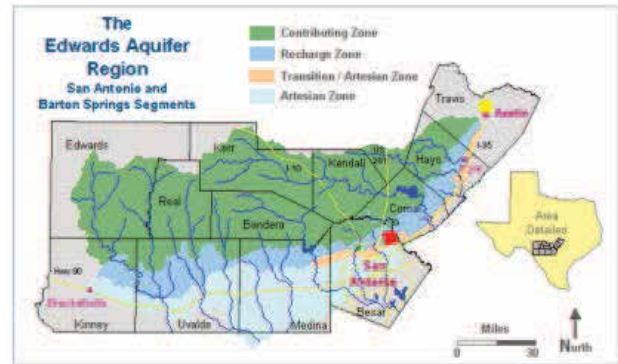 The
Edwards Aquifer
Region
San Antonio and
Barton Springs Segments
Contributing Zone
Recharge Zone
Transition / Artesian Zone
Artesian Zone
Travis
Austin
Edwards
Kerr
Kendall
Hays
I-35
I-10
281
Real
Comal
Bandera
Area
Detailed
Hwy 90
San
Antonio
Brackettville
Bexar
Kinney
Uvalde
Medina
Miles
0
30
North